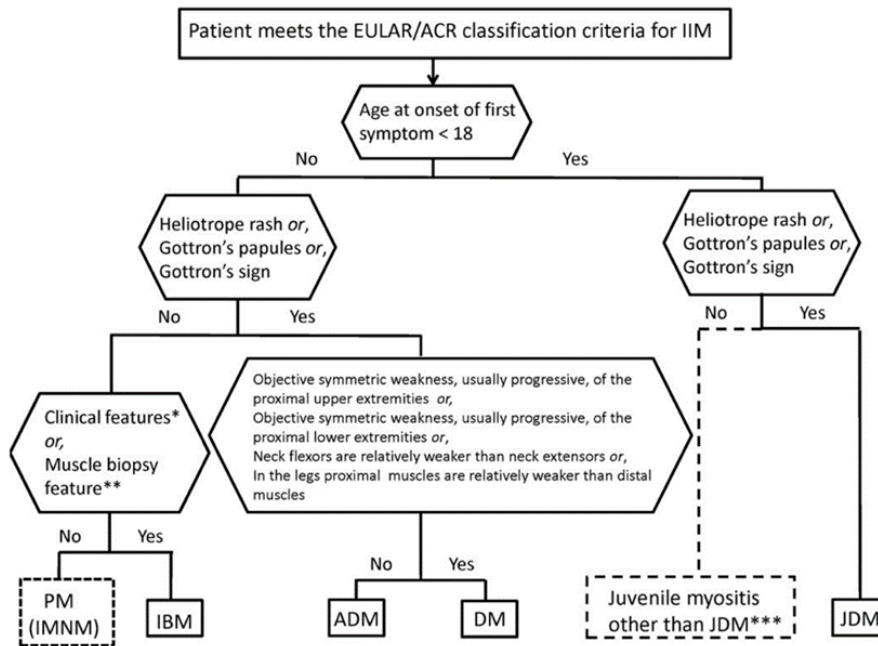 Patient meets the EULAR/ACR classification criteria for IIM
Age at onset of first
symptom < 18
No
Yes
Heliotrope rash or,
Gottron's papules or,
Gottron's sign
Heliotrope rash or,
Gottron's papules or,
Gottron's sign
No
Yes
No
Yes
Clinical features*
or,
Muscle biopsy
feature**
Objective symmetric weakness, usually progressive, of the
proximal upper extremities or,
Objective symmetric weakness, usually progressive, of the
proximal lower extremities or,
Neck flexors are relatively weaker than neck extensors or,
In the legs proximal muscles are relatively weaker than distal
muscles
No
Yes
No
Yes
PM
(IMNM)
IBM
ADM
DM
Juvenile myositis
other than JDM***
JDM